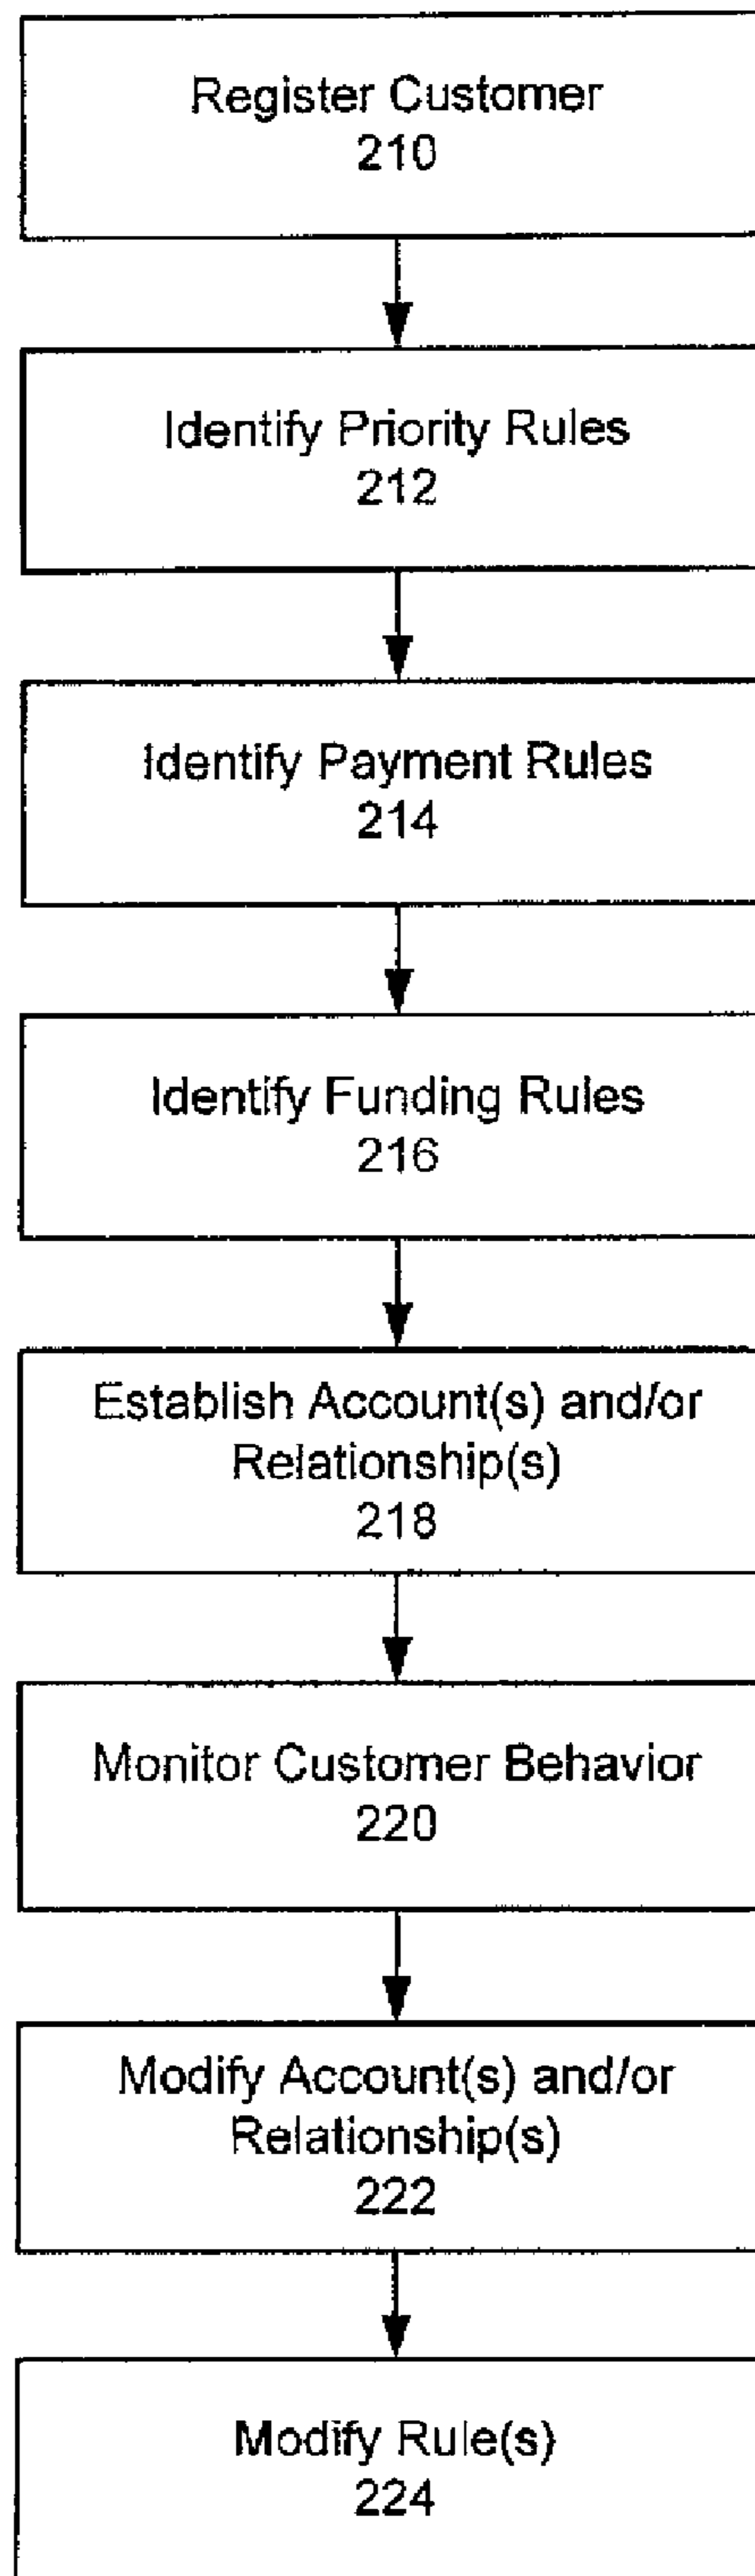 Register Customer
210
Identify Priority Rules
212
Identify Payment Rules
214
Identify Funding Rules
216
Establish Account(s) and/or
Relationship(s)
218
Monitor Customer Behavior
220
Modify Account(s) and/or
Relationship(s)
222
Modify Rule(s)
224